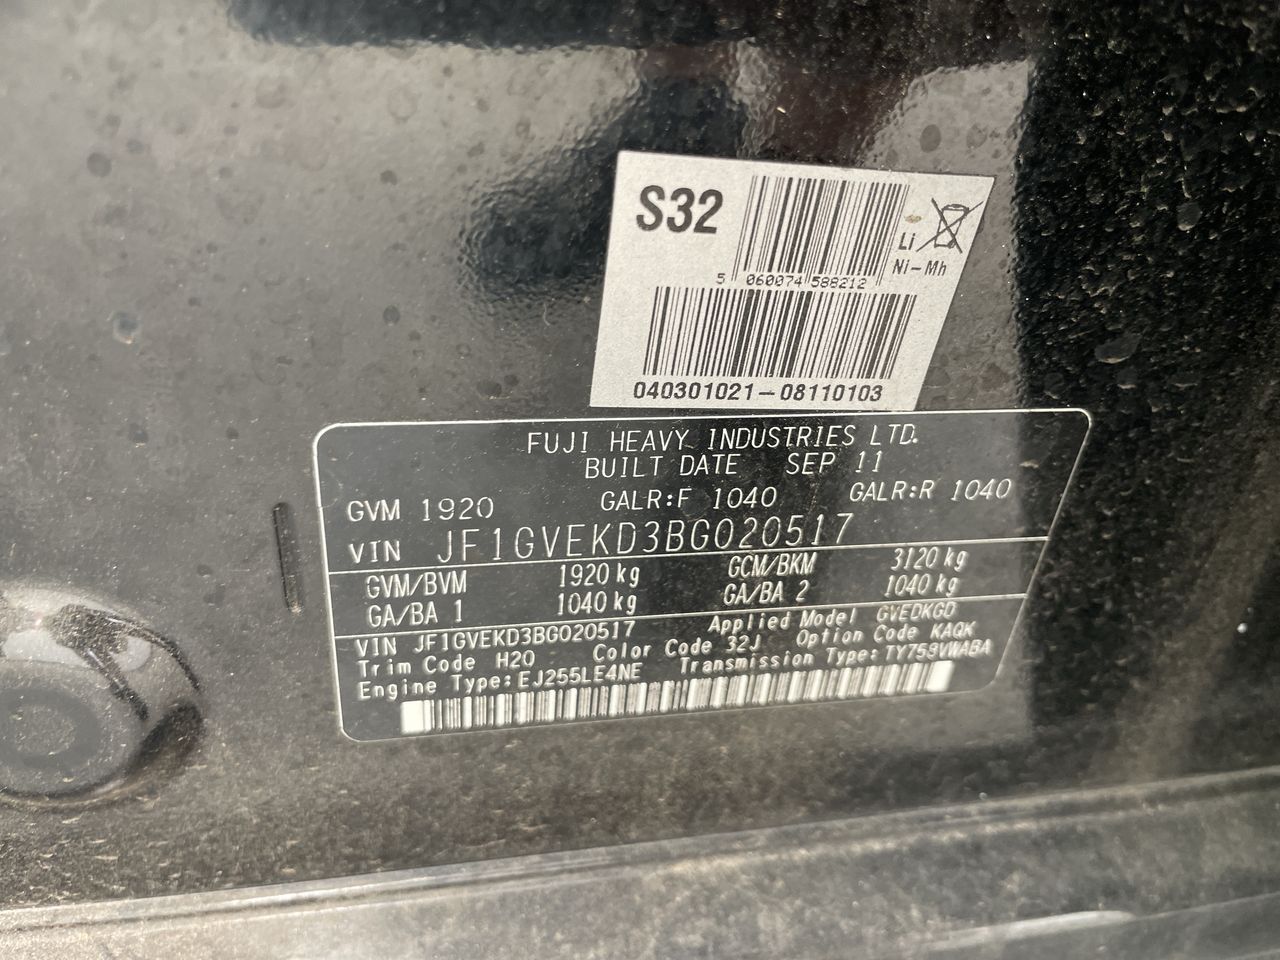 S32
Li
Ni-Mh
5 060074 588212
040301021-08110103
FUJI HEAVY INDUSTRIES LTD.
BUILT DATE SEP 11
GVM 1920 GALR:F 1040 GALR:R 1040
VIN JF1GVEKD3BG020517
GVM/BVM 1920 kg GCM/BKM 3120 kg
GA/BA 1 1040 kg GA/BA 2 1040 kg
VIN JF1GVEKD3BG020517 Applied Model GVEDKGD
Trim Code H20 Color Code 32J Option Code KAQK
Engine Type: EJ255LE4NE Transmission Type: TY758VWABA